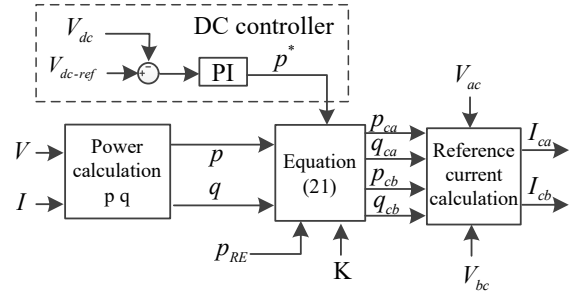 DC controller
V_dc
V_dc-ref
+
−
PI
p*
V
I
Power
calculation
p q
p
q
Equation
(21)
p_RE
K
p_ca
q_ca
p_cb
q_cb
V_ac
Reference
current
calculation
V_bc
I_ca
I_cb